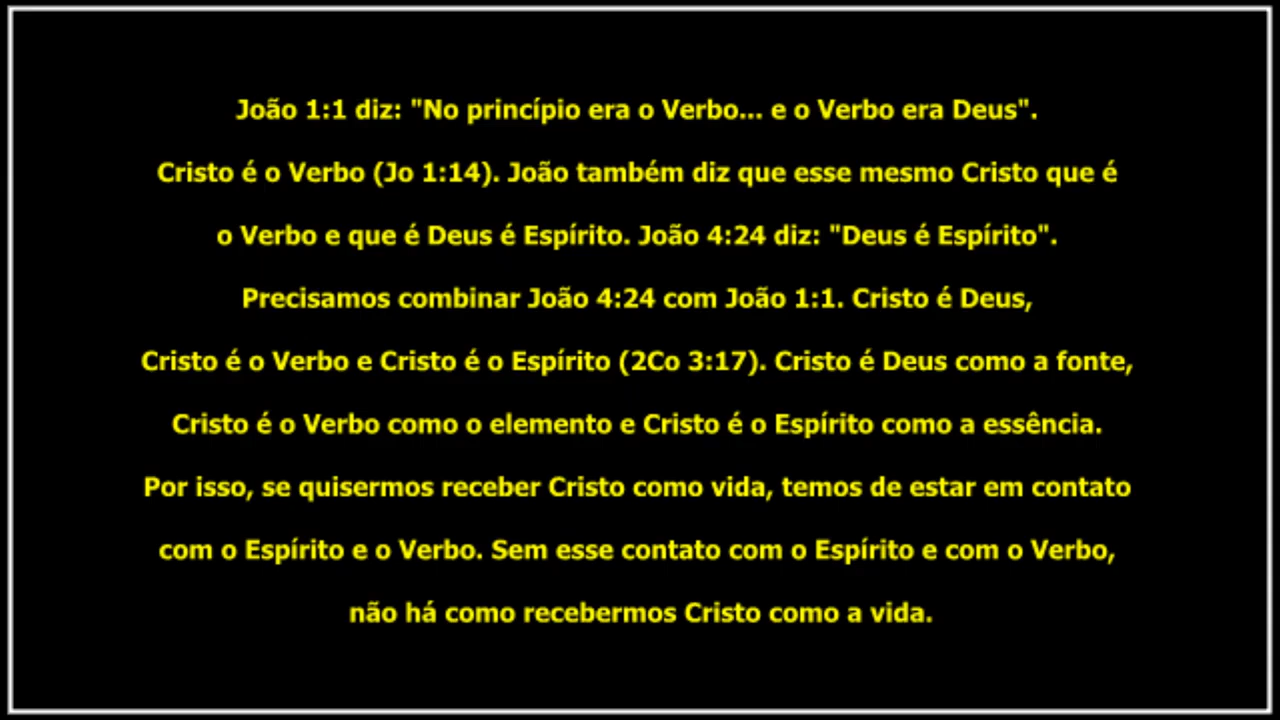 João 1:1 diz: "No princípio era o Verbo... e o Verbo era Deus".
Cristo é o Verbo (Jo 1:14). João também diz que esse mesmo Cristo que é
o Verbo e que é Deus é Espírito. João 4:24 diz: "Deus é Espírito".
Precisamos combinar João 4:24 com João 1:1. Cristo é Deus,
Cristo é o Verbo e Cristo é o Espírito (2Co 3:17). Cristo é Deus como a fonte,
Cristo é o Verbo como o elemento e Cristo é o Espírito como a essência.
Por isso, se quisermos receber Cristo como vida, temos de estar em contato
com o Espírito e o Verbo. Sem esse contato com o Espírito e com o Verbo,
não há como recebermos Cristo como a vida.